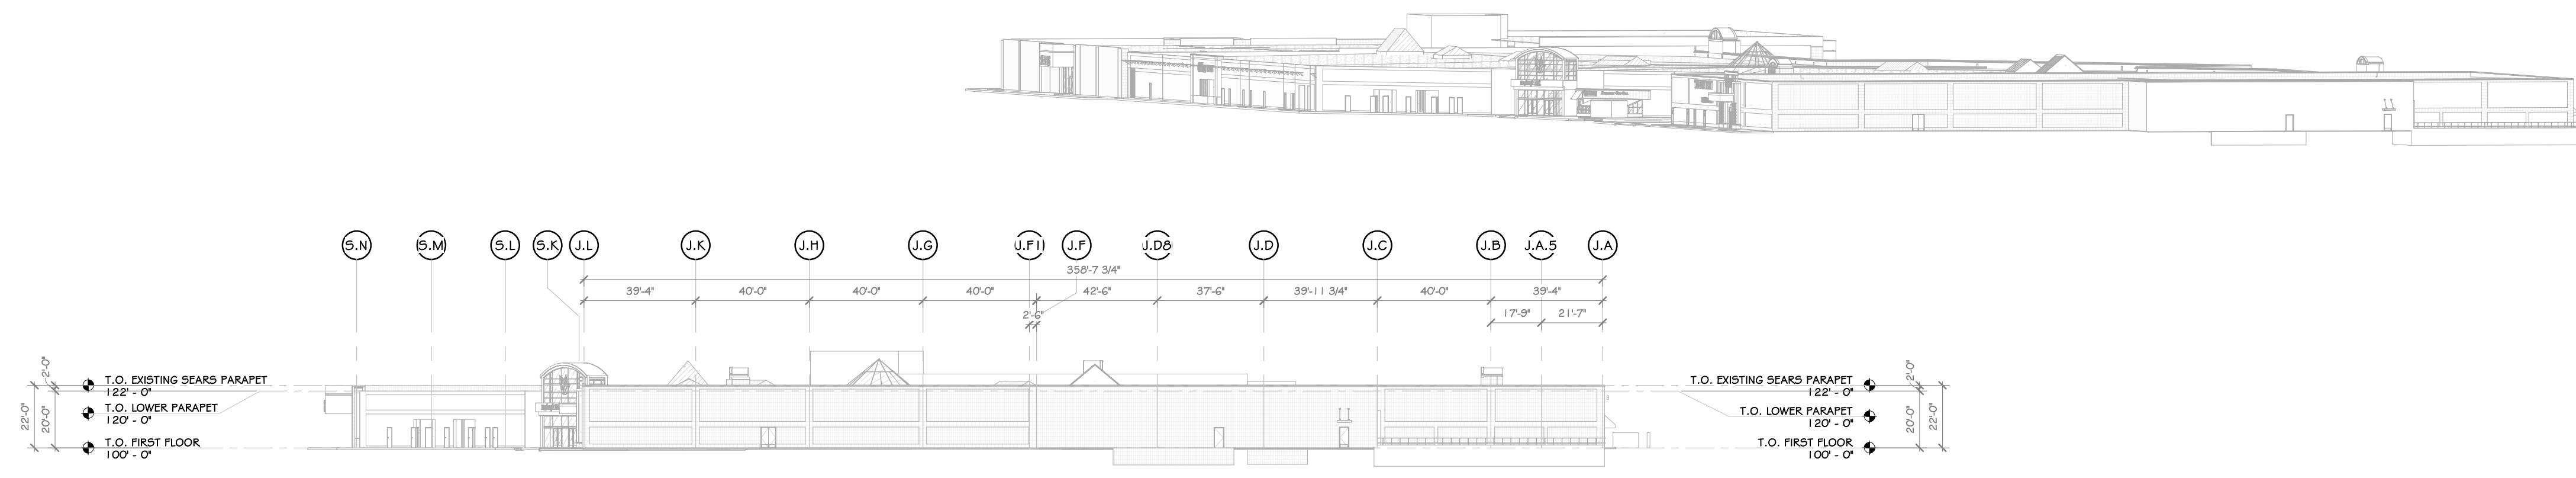 S.N S.M S.L S.K J.L J.K J.H J.G J.F1 J.F J.D8 J.D J.C J.B J.A.5 J.A
358'-7 3/4"
39'-4" 40'-0" 40'-0" 40'-0" 42'-6" 37'-6" 39'-11 3/4" 40'-0" 39'-4"
2'-6" 17'-9" 21'-7"
2'-0"
22'-0"
20'-0"
T.O. EXISTING SEARS PARAPET
122' - 0"
T.O. LOWER PARAPET
120' - 0"
T.O. FIRST FLOOR
100' - 0"
T.O. EXISTING SEARS PARAPET
122' - 0"
T.O. LOWER PARAPET
120' - 0"
T.O. FIRST FLOOR
100' - 0"
2'-0"
20'-0"
22'-0"